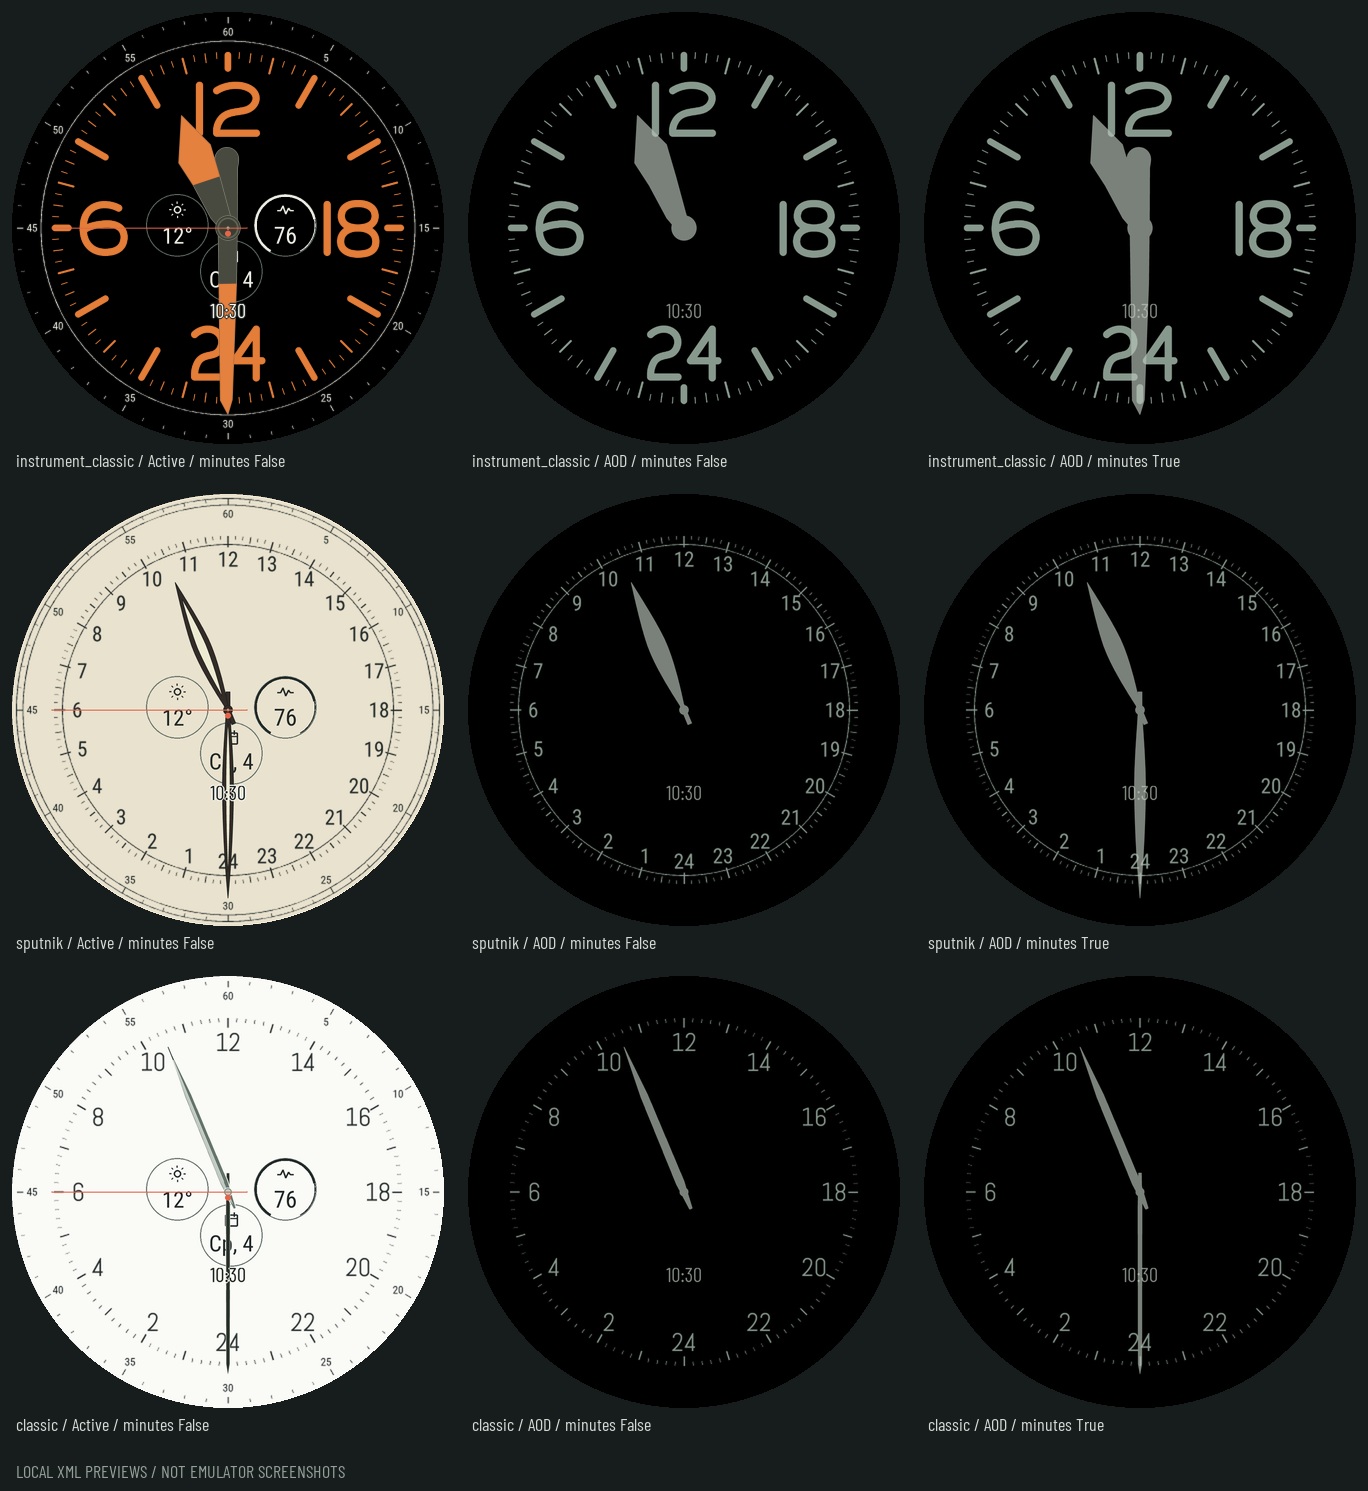 60
55 5
12
50 10
6 12° 76 18
45 15
С 4
10:30
40 20
24
35 25
30
12
6 18
10:30
24
12
6 18
10:30
24
instrument_classic / Active / minutes False
instrument_classic / AOD / minutes False
instrument_classic / AOD / minutes True
60
55 5
10 11 12 13 14
50 9 15 10
8 16
7 17
45 6 12° 76 18 15
5 19
С , 4
4 10:30 20
40 3 21 20
2 1 24 23 22
35 25
30
10 11 12 13 14
9 15
8 16
7 17
6 18
5 19
4 10:30 20
3 21
2 1 24 23 22
10 11 12 13 14
9 15
8 16
7 17
6 18
5 19
4 10:30 20
3 21
2 1 24 23 22
sputnik / Active / minutes False
sputnik / AOD / minutes False
sputnik / AOD / minutes True
60
55 5
10 12 14
50 10
8 16
45 6 12° 76 18 15
Ср, 4
4 10:30 20
40 20
2 24 22
35 25
30
10 12 14
8 16
6 18
4 10:30 20
2 24 22
10 12 14
8 16
6 18
4 10:30 20
2 24 22
classic / Active / minutes False
classic / AOD / minutes False
classic / AOD / minutes True
LOCAL XML PREVIEWS / NOT EMULATOR SCREENSHOTS